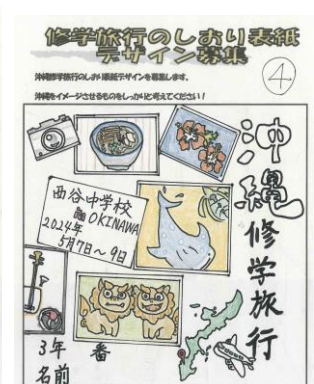 修学旅行のしおり表紙
デザイン募集
沖縄修学旅行のしおり表紙デザインを募集します。
沖縄をイメージさせるものをしっかりと考えてください!
④
沖縄修学旅行
西谷中学校
in OKINAWA
2024年
5月7日~9日
3年 番
名前